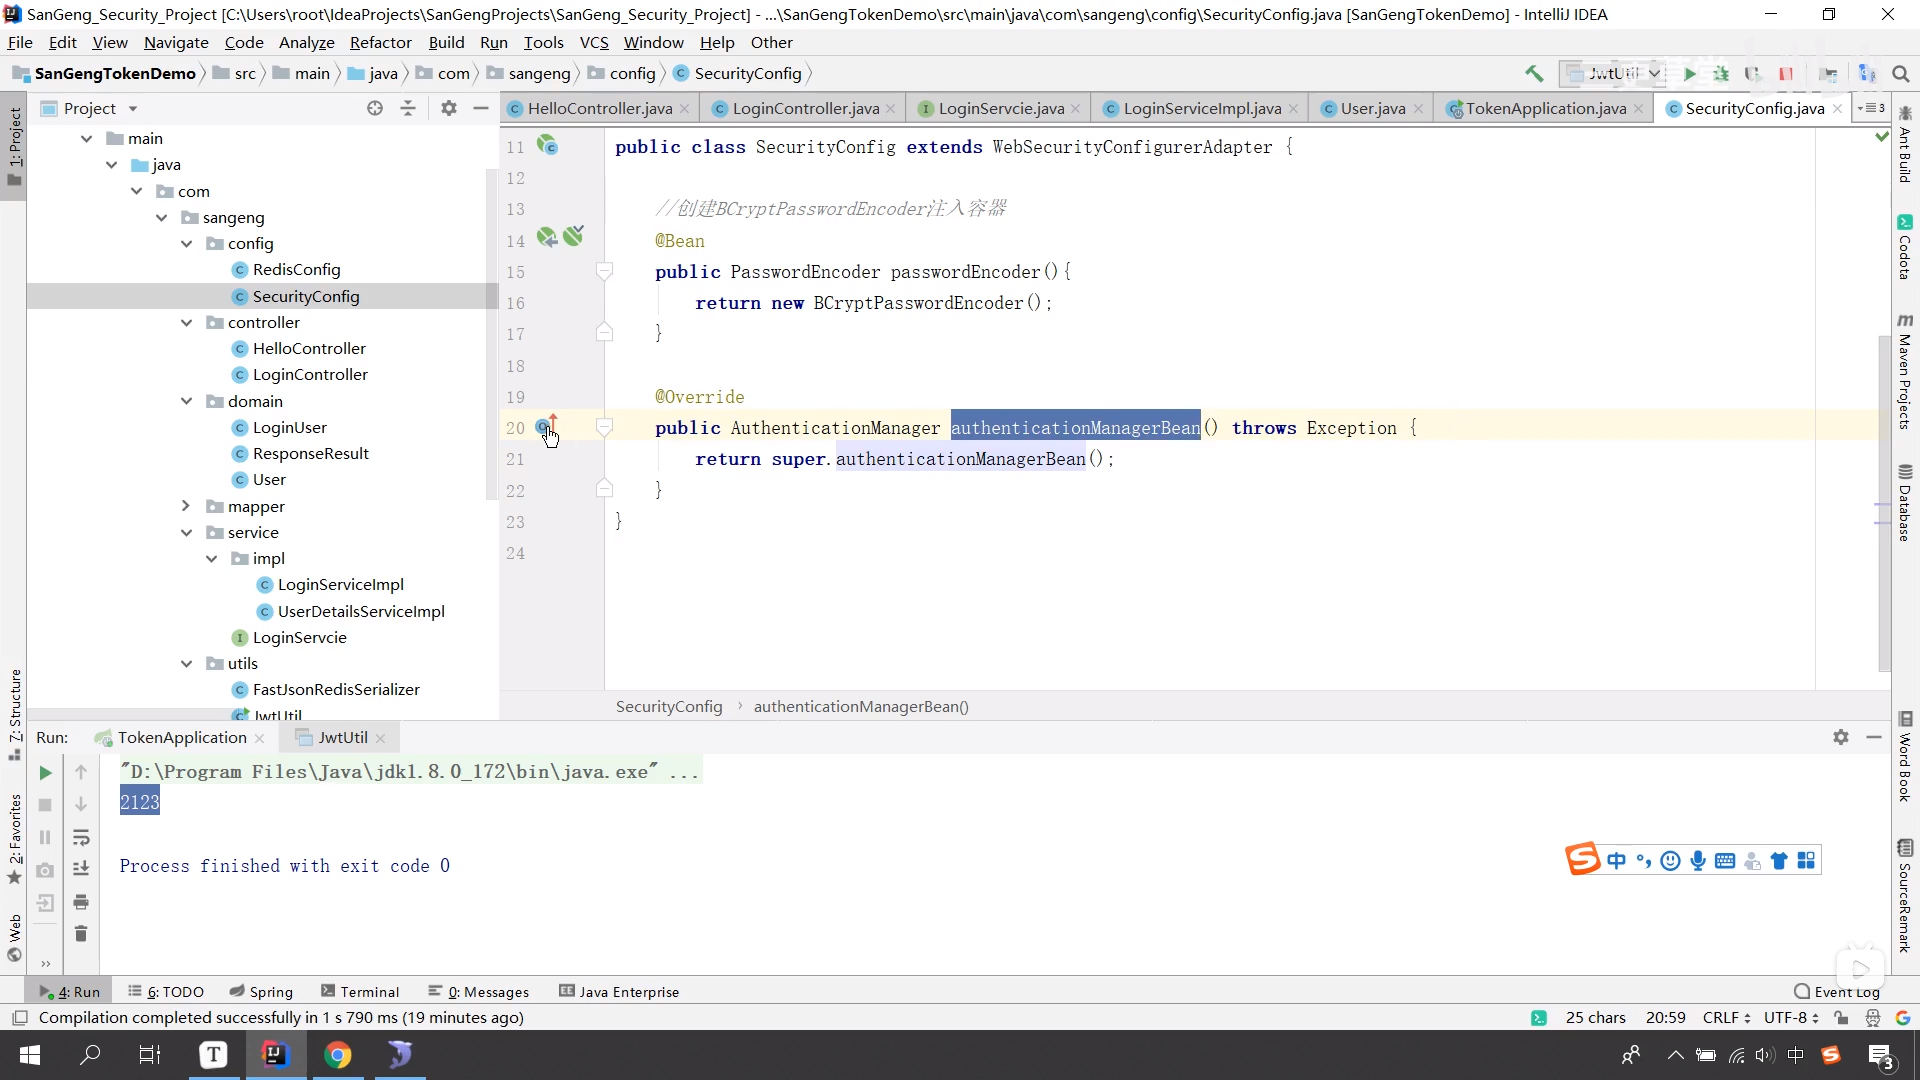 SanGeng_Security_Project [C:\Users\root\IdeaProjects\SanGengProjects\SanGeng_Security_Project] - ...\SanGengTokenDemo\src\main\java\com\sangeng\config\SecurityConfig.java [SanGengTokenDemo] - IntelliJ IDEA
File Edit View Navigate Code Analyze Refactor Build Run Tools VCS Window Help Other
SanGengTokenDemo src main java com sangeng config SecurityConfig JwtUtil
1: Project
Project
HelloController.java LoginController.java LoginServcie.java LoginServiceImpl.java User.java TokenApplication.java SecurityConfig.java 3
main
java
com
sangeng
config
RedisConfig
SecurityConfig
controller
HelloController
LoginController
domain
LoginUser
ResponseResult
User
mapper
service
impl
LoginServiceImpl
UserDetailsServiceImpl
LoginServcie
utils
FastJsonRedisSerializer
JwtUtil
11 public class SecurityConfig extends WebSecurityConfigurerAdapter {
12
13 //创建BCryptPasswordEncoder注入容器
14 @Bean
15 public PasswordEncoder passwordEncoder(){
16 return new BCryptPasswordEncoder();
17 }
18
19 @Override
20 public AuthenticationManager authenticationManagerBean() throws Exception {
21 return super.authenticationManagerBean();
22 }
23 }
24
SecurityConfig › authenticationManagerBean()
Ant Build
Codota
Maven Projects
Database
Word Book
SourceRemark
Z: Structure
2: Favorites
Web
Run: TokenApplication JwtUtil
"D:\Program Files\Java\jdk1.8.0_172\bin\java.exe" ...
2123
Process finished with exit code 0
中
4: Run 6: TODO Spring Terminal 0: Messages Java Enterprise Event Log
Compilation completed successfully in 1 s 790 ms (19 minutes ago) 25 chars 20:59 CRLF UTF-8
中 3